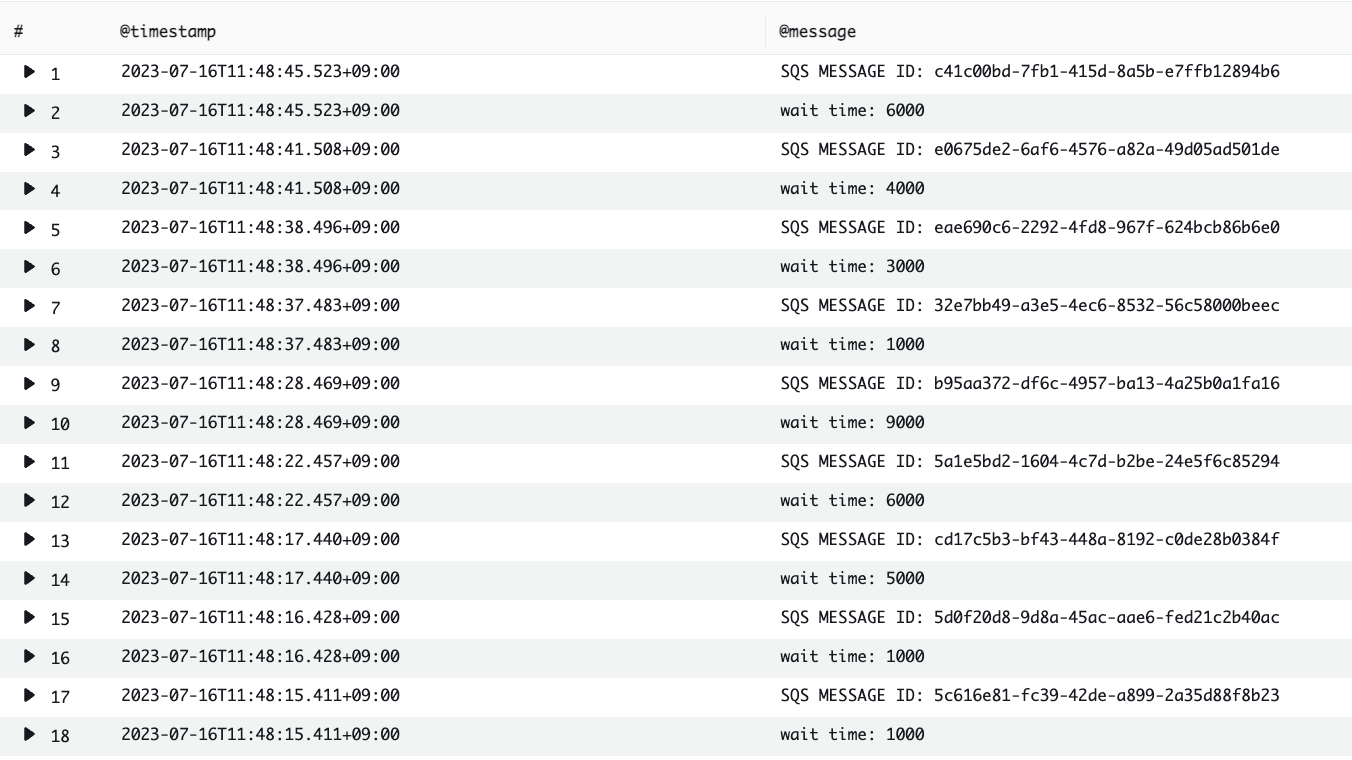 # @timestamp @message
1 2023-07-16T11:48:45.523+09:00 SQS MESSAGE ID: c41c00bd-7fb1-415d-8a5b-e7ffb12894b6
2 2023-07-16T11:48:45.523+09:00 wait time: 6000
3 2023-07-16T11:48:41.508+09:00 SQS MESSAGE ID: e0675de2-6af6-4576-a82a-49d05ad501de
4 2023-07-16T11:48:41.508+09:00 wait time: 4000
5 2023-07-16T11:48:38.496+09:00 SQS MESSAGE ID: eae690c6-2292-4fd8-967f-624bcb86b6e0
6 2023-07-16T11:48:38.496+09:00 wait time: 3000
7 2023-07-16T11:48:37.483+09:00 SQS MESSAGE ID: 32e7bb49-a3e5-4ec6-8532-56c58000beec
8 2023-07-16T11:48:37.483+09:00 wait time: 1000
9 2023-07-16T11:48:28.469+09:00 SQS MESSAGE ID: b95aa372-df6c-4957-ba13-4a25b0a1fa16
10 2023-07-16T11:48:28.469+09:00 wait time: 9000
11 2023-07-16T11:48:22.457+09:00 SQS MESSAGE ID: 5a1e5bd2-1604-4c7d-b2be-24e5f6c85294
12 2023-07-16T11:48:22.457+09:00 wait time: 6000
13 2023-07-16T11:48:17.440+09:00 SQS MESSAGE ID: cd17c5b3-bf43-448a-8192-c0de28b0384f
14 2023-07-16T11:48:17.440+09:00 wait time: 5000
15 2023-07-16T11:48:16.428+09:00 SQS MESSAGE ID: 5d0f20d8-9d8a-45ac-aae6-fed21c2b40ac
16 2023-07-16T11:48:16.428+09:00 wait time: 1000
17 2023-07-16T11:48:15.411+09:00 SQS MESSAGE ID: 5c616e81-fc39-42de-a899-2a35d88f8b23
18 2023-07-16T11:48:15.411+09:00 wait time: 1000